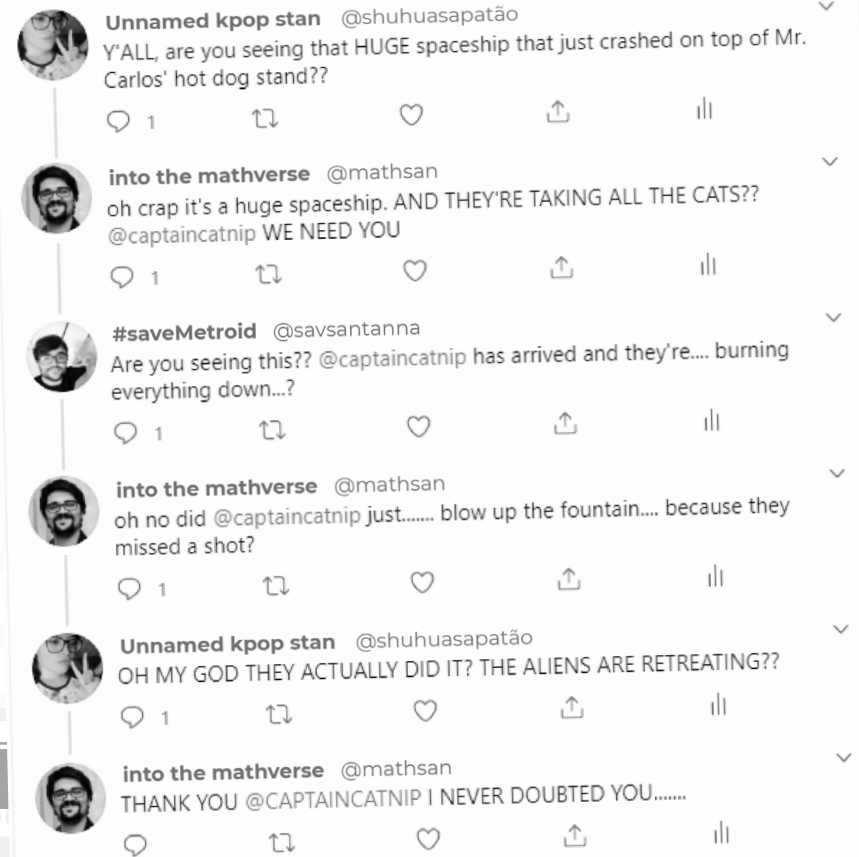 Unnamed kpop stan @shuhuasapatão
Y'ALL, are you seeing that HUGE spaceship that just crashed on top of Mr.
Carlos' hot dog stand??
1
into the mathverse @mathsan
oh crap it's a huge spaceship. AND THEY'RE TAKING ALL THE CATS??
@captaincatnip WE NEED YOU
1
#saveMetroid @savsantanna
Are you seeing this?? @captaincatnip has arrived and they're.... burning
everything down...?
1
into the mathverse @mathsan
oh no did @captaincatnip just....... blow up the fountain.... because they
missed a shot?
1
Unnamed kpop stan @shuhuasapatão
OH MY GOD THEY ACTUALLY DID IT? THE ALIENS ARE RETREATING??
1
into the mathverse @mathsan
THANK YOU @CAPTAINCATNIP I NEVER DOUBTED YOU.......